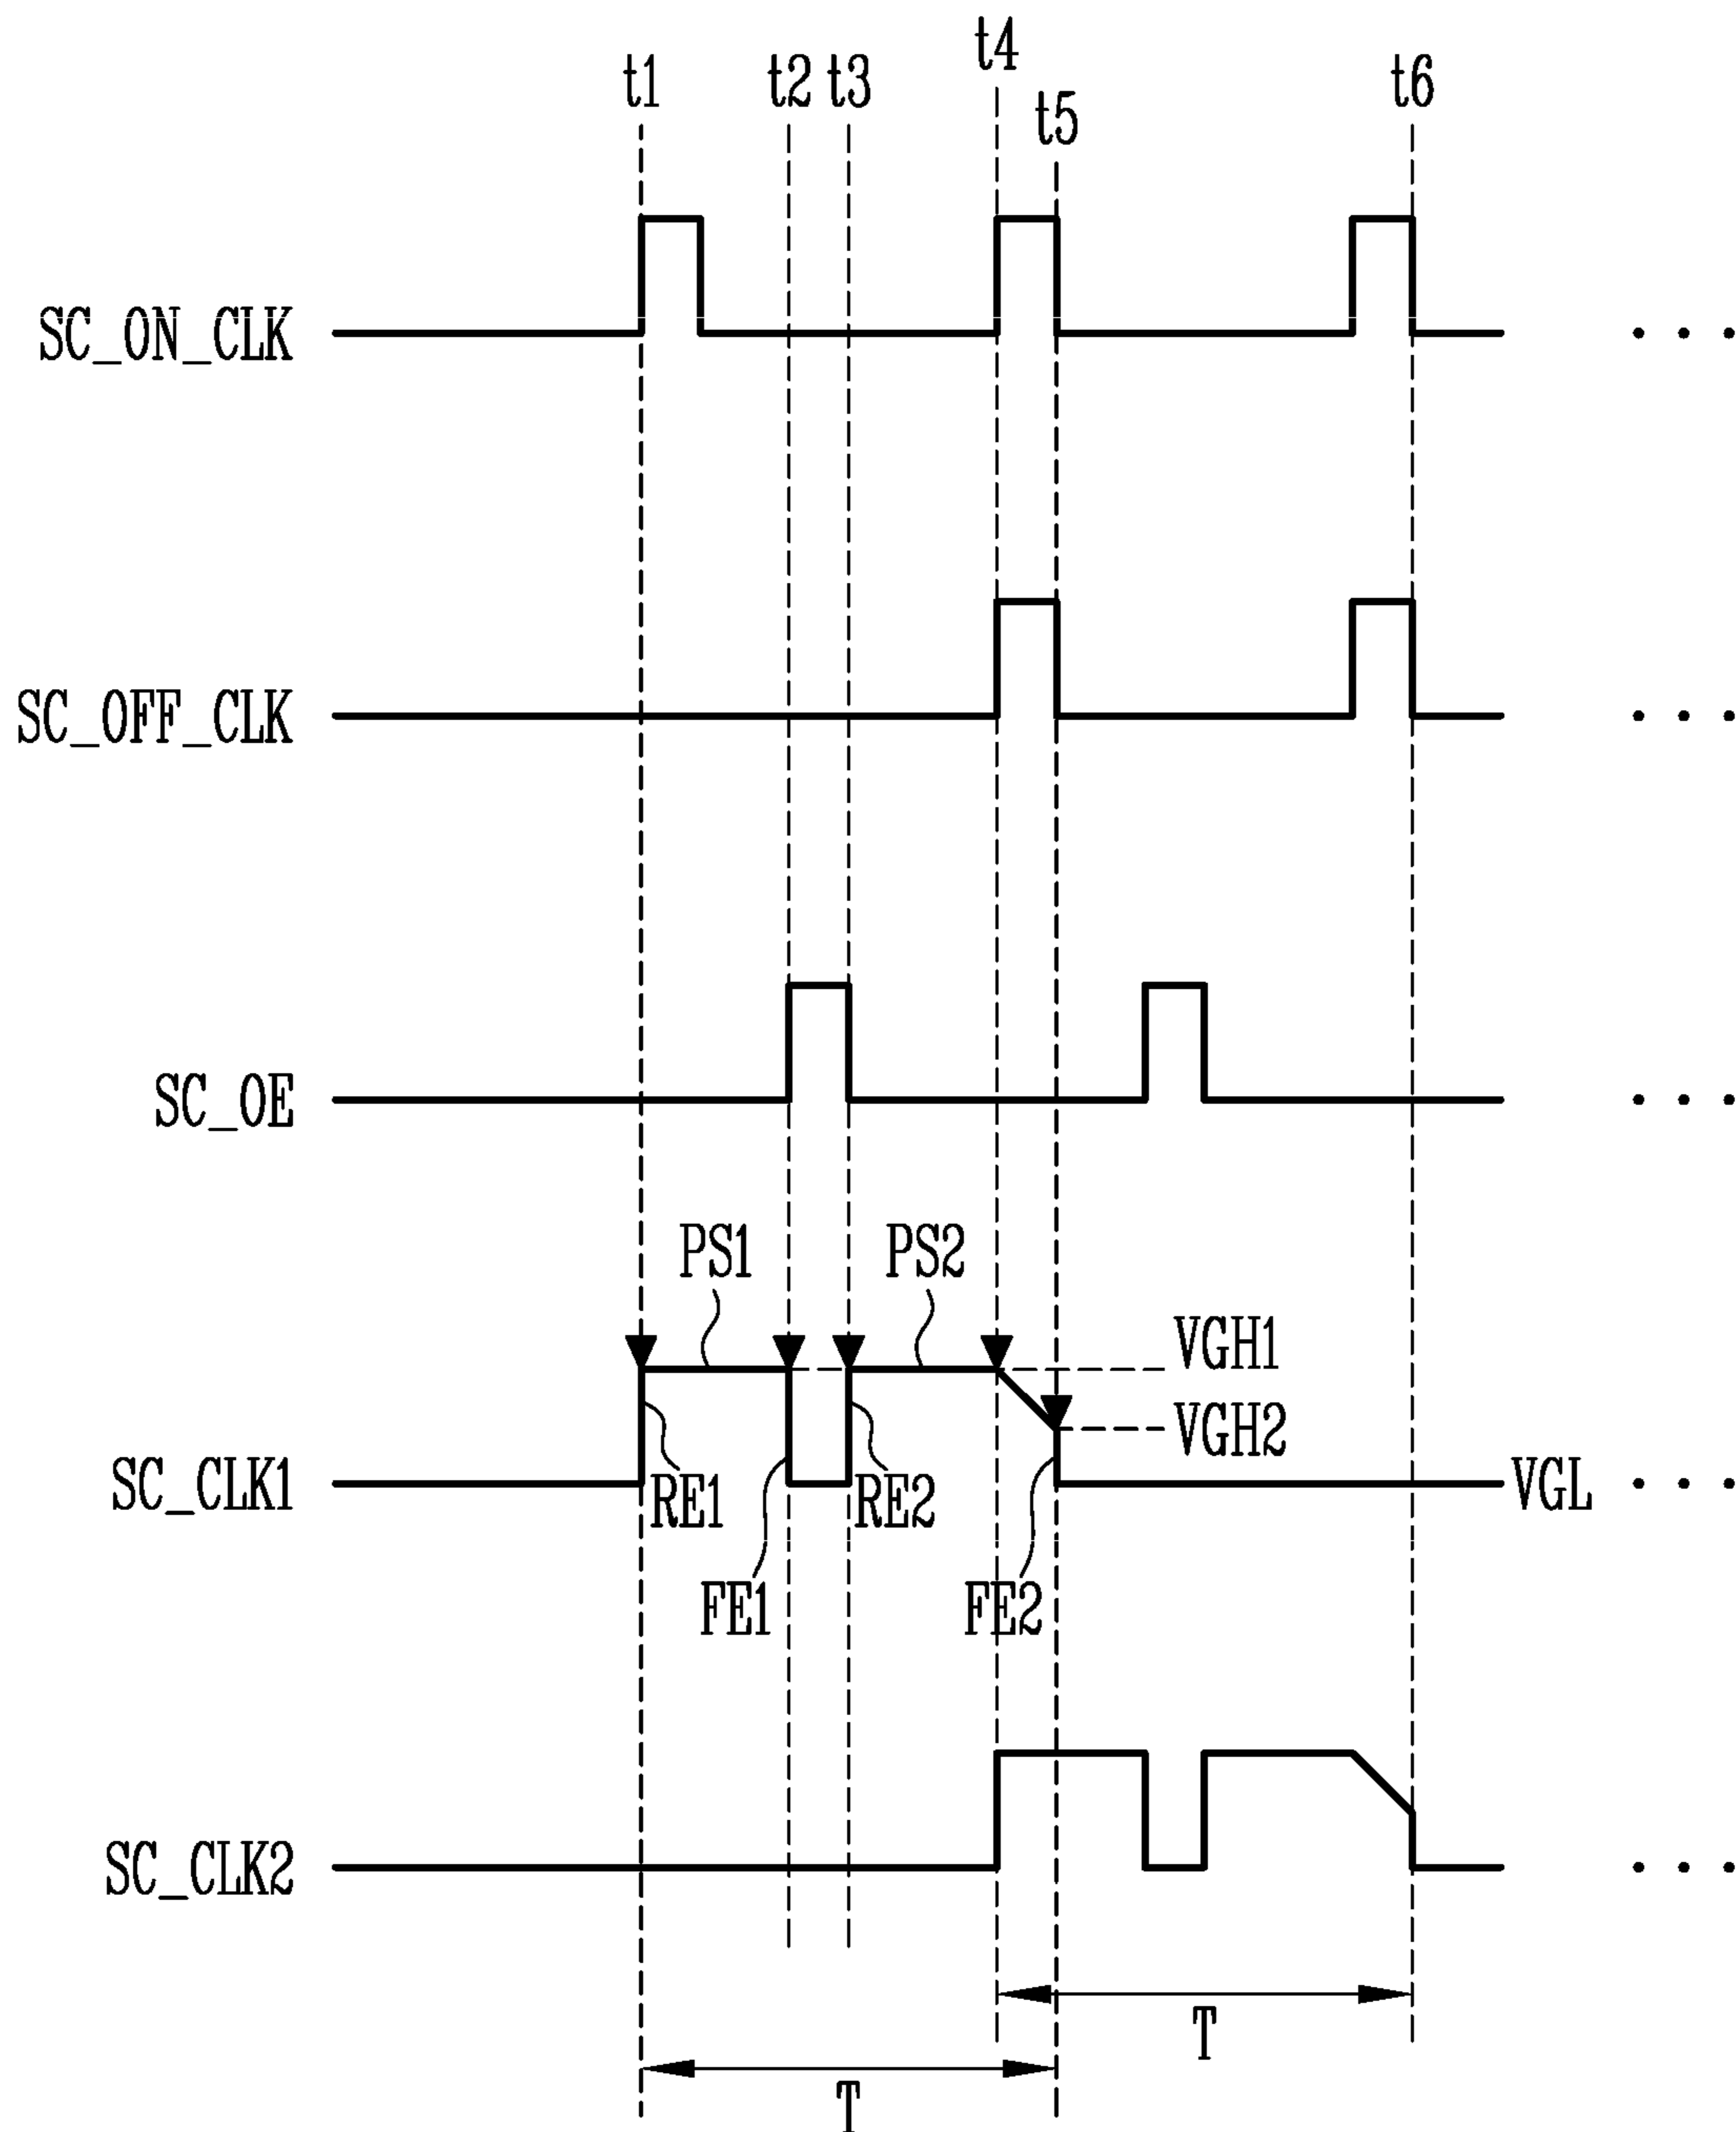 t1 t2 t3 t4 t5 t6
SC_ON_CLK . . .
SC_OFF_CLK . . .
SC_OE . . .
PS1 PS2
VGH1
VGH2
SC_CLK1 RE1 RE2 VGL . . .
FE1 FE2
SC_CLK2 . . .
T
T